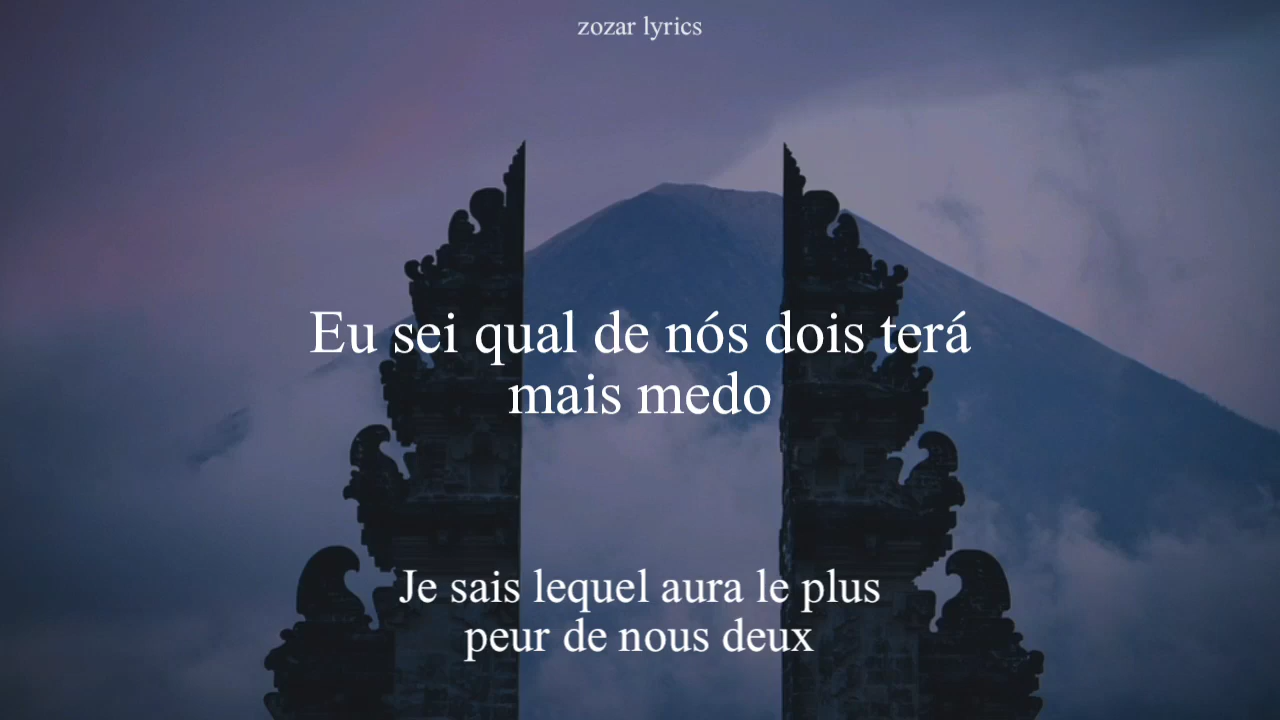 zozar lyrics
Eu sei qual de nós dois terá
mais medo
Je sais lequel aura le plus
peur de nous deux